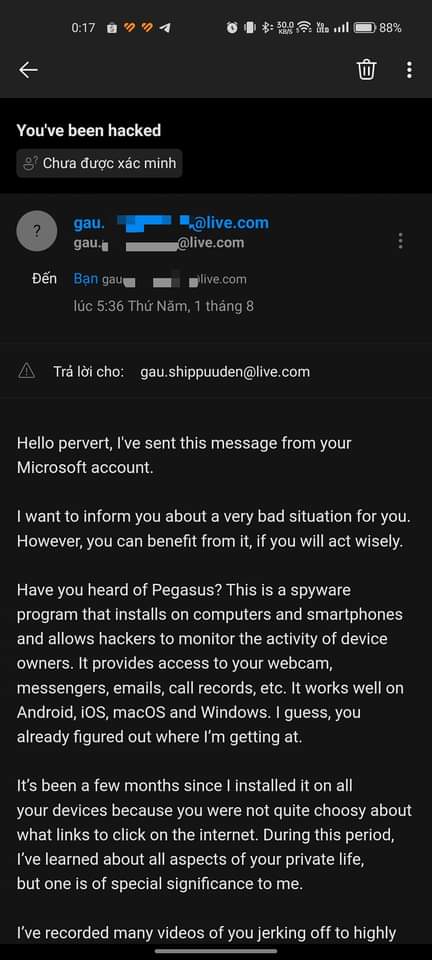 0:17
30.0
KB/S
88%
You've been hacked
Chưa được xác minh
?
gau. @live.com
gau. @live.com
Đến Bạn gau live.com
lúc 5:36 Thứ Năm, 1 tháng 8
Trả lời cho: gau.shippuuden@live.com
Hello pervert, I've sent this message from your
Microsoft account.
I want to inform you about a very bad situation for you.
However, you can benefit from it, if you will act wisely.
Have you heard of Pegasus? This is a spyware
program that installs on computers and smartphones
and allows hackers to monitor the activity of device
owners. It provides access to your webcam,
messengers, emails, call records, etc. It works well on
Android, iOS, macOS and Windows. I guess, you
already figured out where I'm getting at.
It's been a few months since I installed it on all
your devices because you were not quite choosy about
what links to click on the internet. During this period,
I've learned about all aspects of your private life,
but one is of special significance to me.
I've recorded many videos of you jerking off to highly